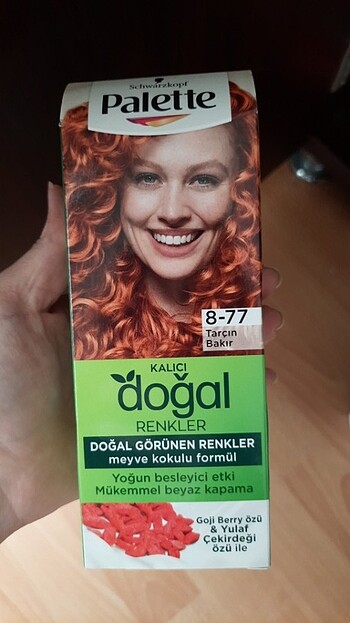 Schwarzkopf
Palette
8-77
Tarçın
Bakır
KALICI
doğal
RENKLER
DOĞAL GÖRÜNEN RENKLER
meyve kokulu formül
Yoğun besleyici etki
Mükemmel beyaz kapama
Goji Berry özü
& Yulaf
Çekirdeği
özü ile